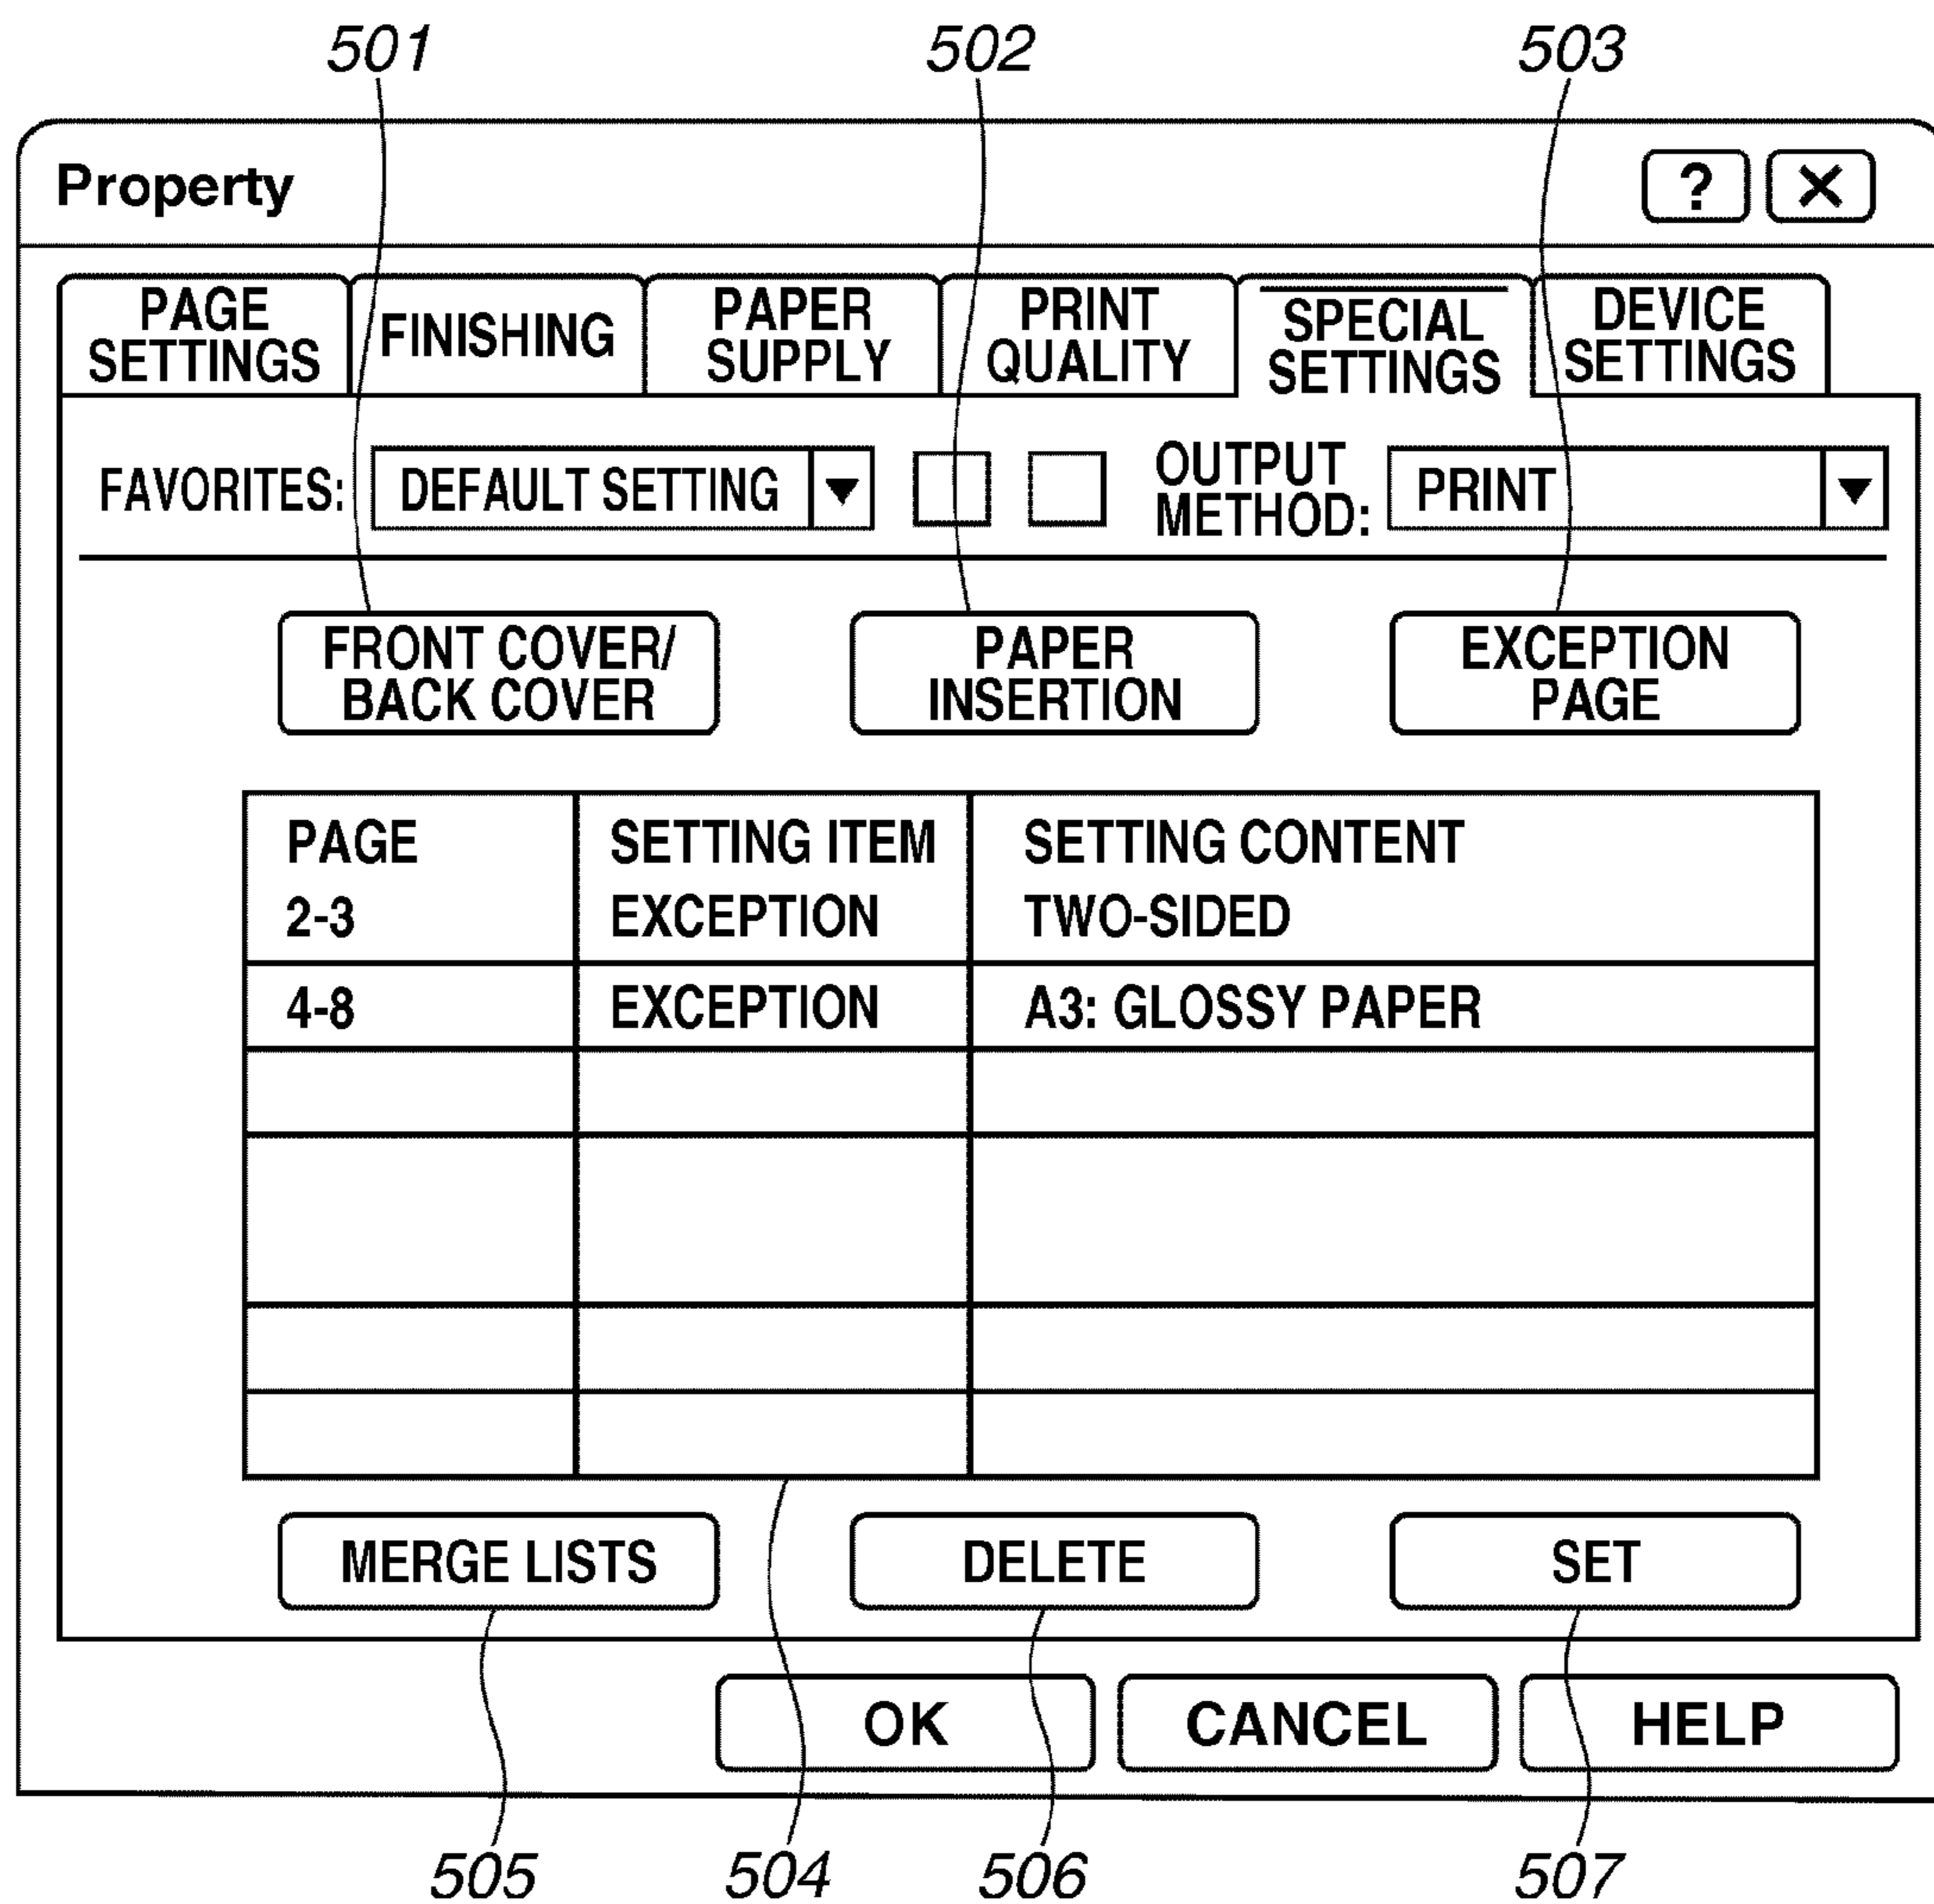 501 502 503
Property ? ×
PAGE SETTINGS
FINISHING
PAPER SUPPLY
PRINT QUALITY
SPECIAL SETTINGS
DEVICE SETTINGS
FAVORITES: DEFAULT SETTING ▼ OUTPUT METHOD: PRINT ▼
FRONT COVER/
BACK COVER
PAPER
INSERTION
EXCEPTION
PAGE
PAGE SETTING ITEM SETTING CONTENT
2-3 EXCEPTION TWO-SIDED
4-8 EXCEPTION A3: GLOSSY PAPER
MERGE LISTS DELETE SET
OK CANCEL HELP
505 504 506 507